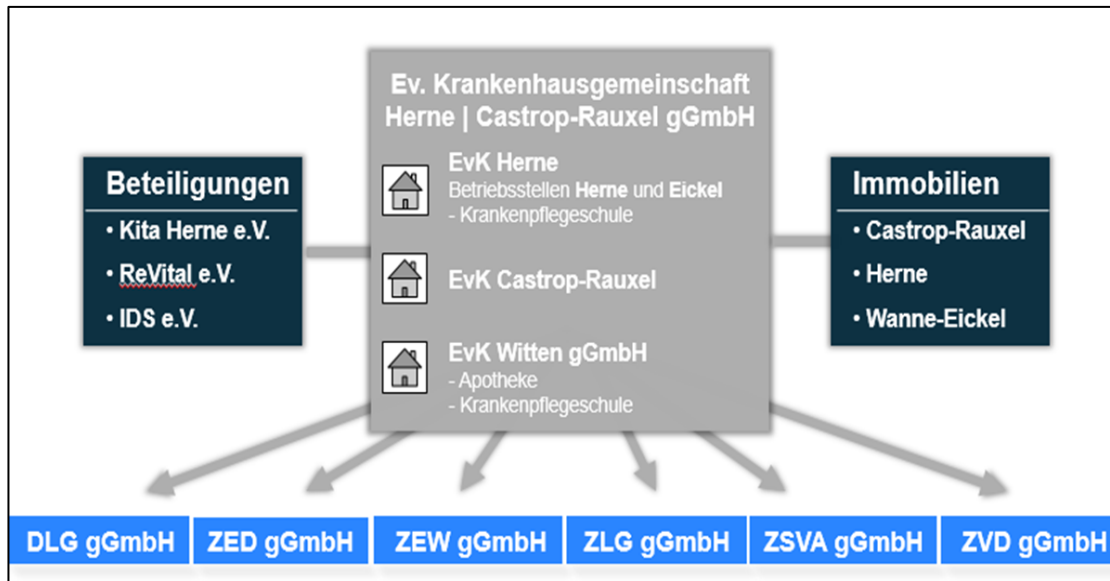 Ev. Krankenhausgemeinschaft
Herne | Castrop-Rauxel gGmbH
EvK Herne
Betriebsstellen Herne und Eickel
- Krankenpflegeschule
EvK Castrop-Rauxel
EvK Witten gGmbH
- Apotheke
- Krankenpflegeschule
Beteiligungen
• Kita Herne e.V.
• ReVital e.V.
• IDS e.V.
Immobilien
• Castrop-Rauxel
• Herne
• Wanne-Eickel
DLG gGmbH
ZED gGmbH
ZEW gGmbH
ZLG gGmbH
ZSVA gGmbH
ZVD gGmbH